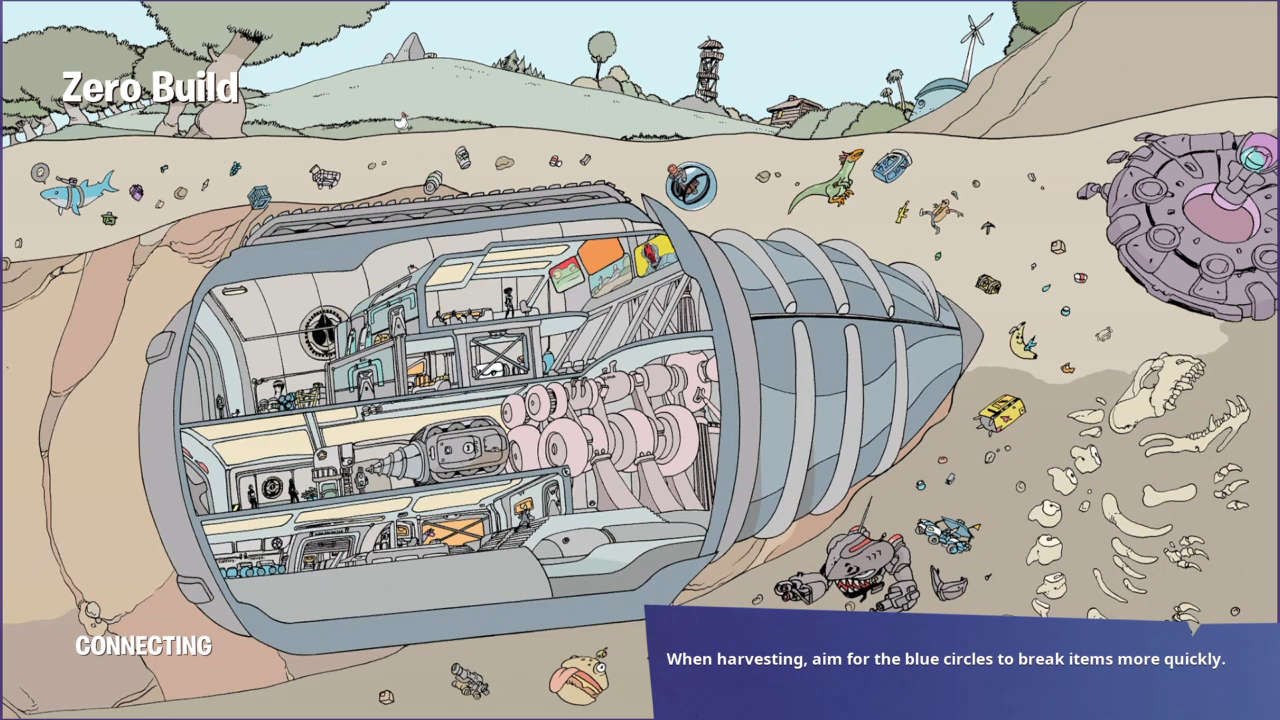 Zero Build
CONNECTING
When harvesting, aim for the blue circles to break items more quickly.